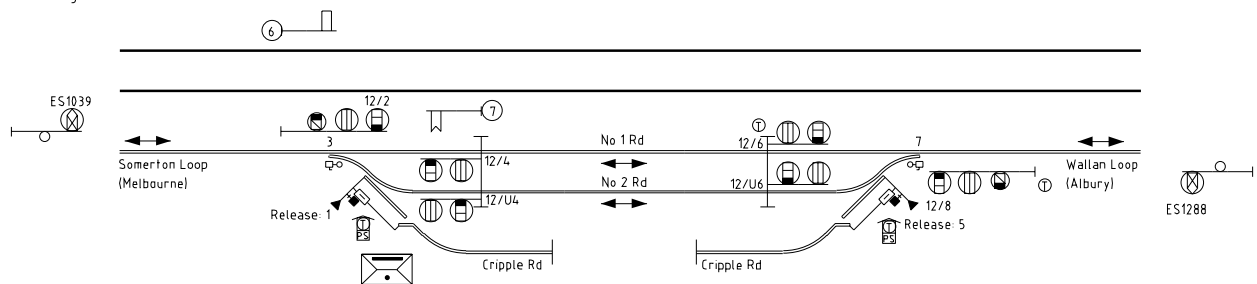 6
ES1039
12/2
7
3
No 1 Rd
T
12/6
7
12/4
Somerton Loop
(Melbourne)
No 2 Rd
12/U6
Wallan Loop
(Albury)
T
ES1288
12/U4
12/8
Release: 1
Release: 5
T
PS
T
PS
Cripple Rd
Cripple Rd